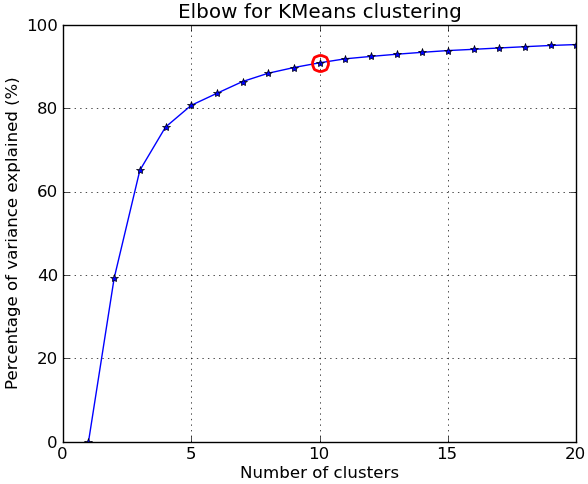 Elbow for KMeans clustering
Percentage of variance explained (%)
100
80
60
40
20
0
0 5 10 15 20
Number of clusters